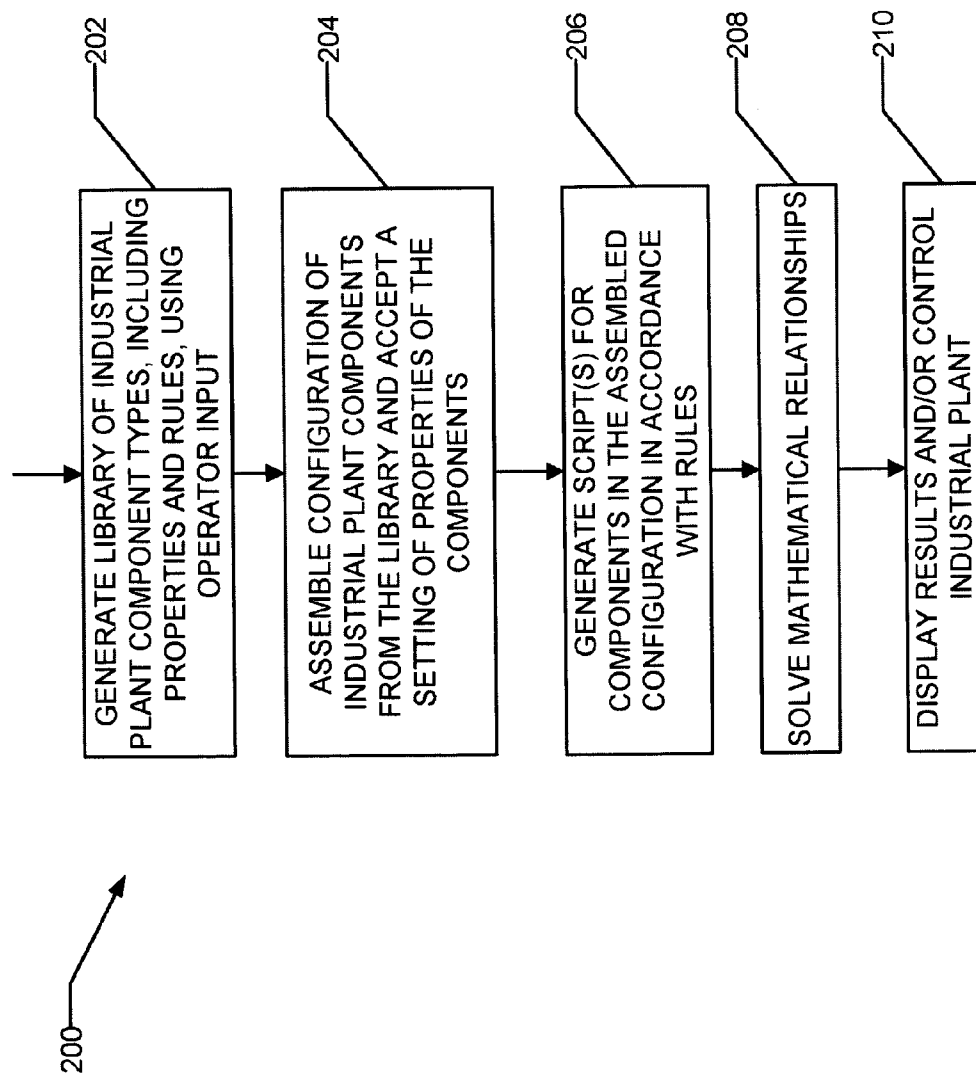 200
202
GENERATE LIBRARY OF INDUSTRIAL
PLANT COMPONENT TYPES, INCLUDING
PROPERTIES AND RULES, USING
OPERATOR INPUT
204
ASSEMBLE CONFIGURATION OF
INDUSTRIAL PLANT COMPONENTS
FROM THE LIBRARY AND ACCEPT A
SETTING OF PROPERTIES OF THE
COMPONENTS
206
GENERATE SCRIPT(S) FOR
COMPONENTS IN THE ASSEMBLED
CONFIGURATION IN ACCORDANCE
WITH RULES
208
SOLVE MATHEMATICAL RELATIONSHIPS
210
DISPLAY RESULTS AND/OR CONTROL
INDUSTRIAL PLANT